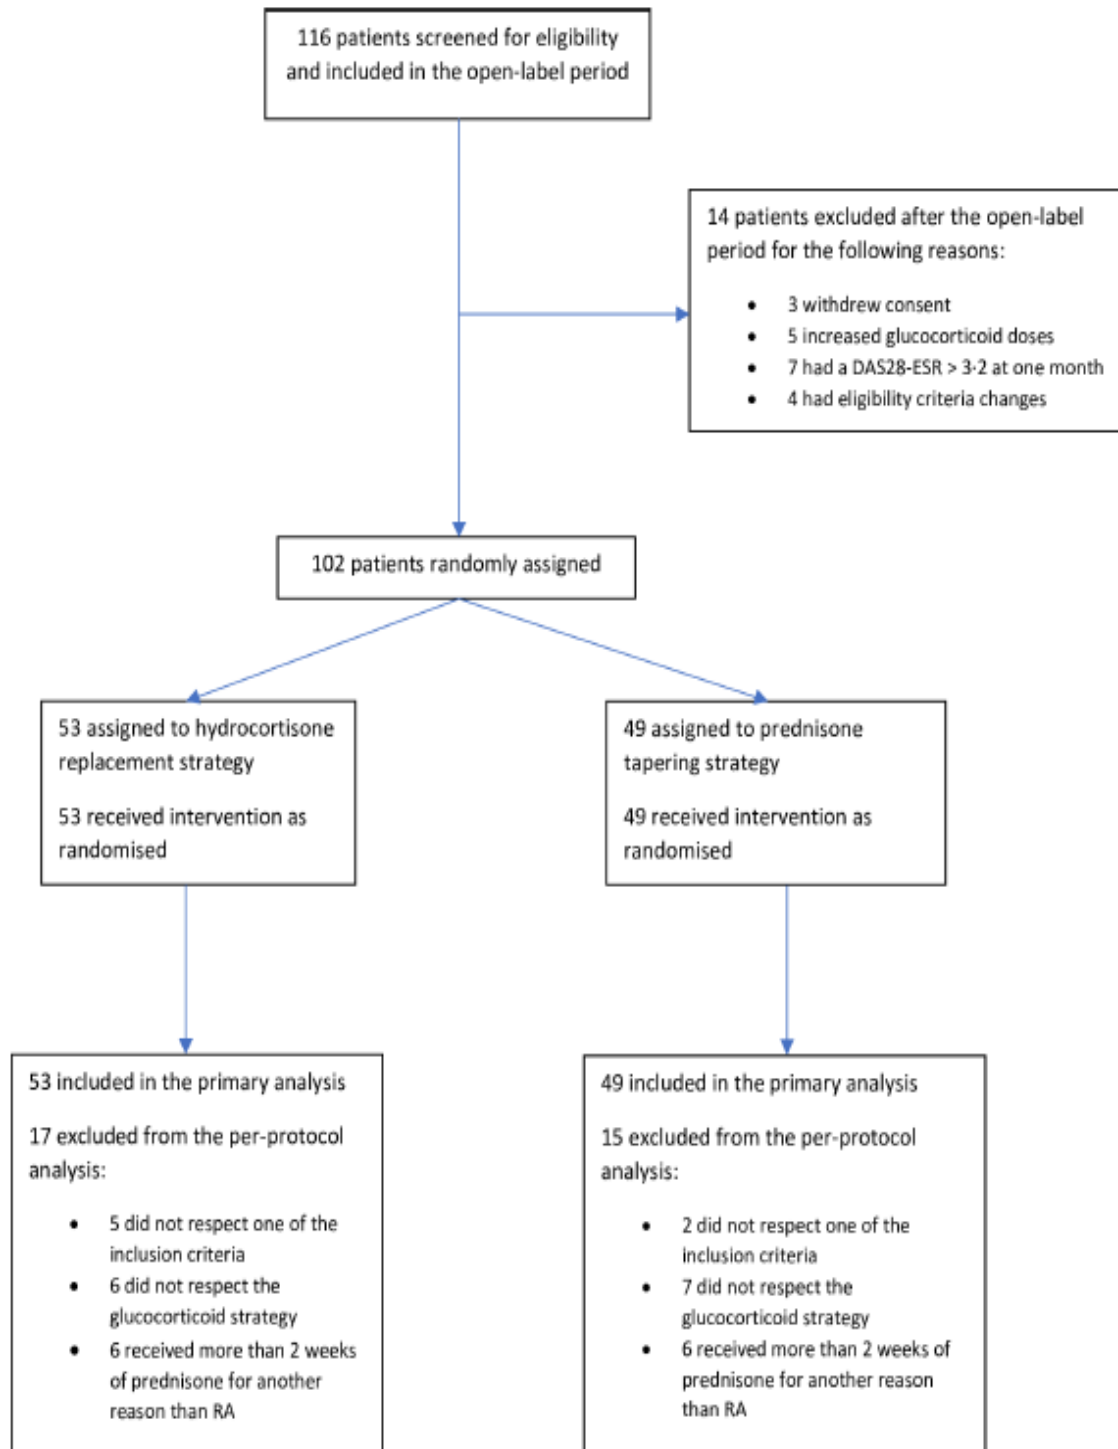 116 patients screened for eligibility
and included in the open-label period
14 patients excluded after the open-label
period for the following reasons:
• 3 withdrew consent
• 5 increased glucocorticoid doses
• 7 had a DAS28-ESR > 3·2 at one month
• 4 had eligibility criteria changes
102 patients randomly assigned
53 assigned to hydrocortisone
replacement strategy
53 received intervention as
randomised
49 assigned to prednisone
tapering strategy
49 received intervention as
randomised
53 included in the primary analysis
17 excluded from the per-protocol
analysis:
• 5 did not respect one of the
inclusion criteria
• 6 did not respect the
glucocorticoid strategy
• 6 received more than 2 weeks
of prednisone for another
reason than RA
49 included in the primary analysis
15 excluded from the per-protocol
analysis:
• 2 did not respect one of the
inclusion criteria
• 7 did not respect the
glucocorticoid strategy
• 6 received more than 2 weeks of
prednisone for another reason
than RA